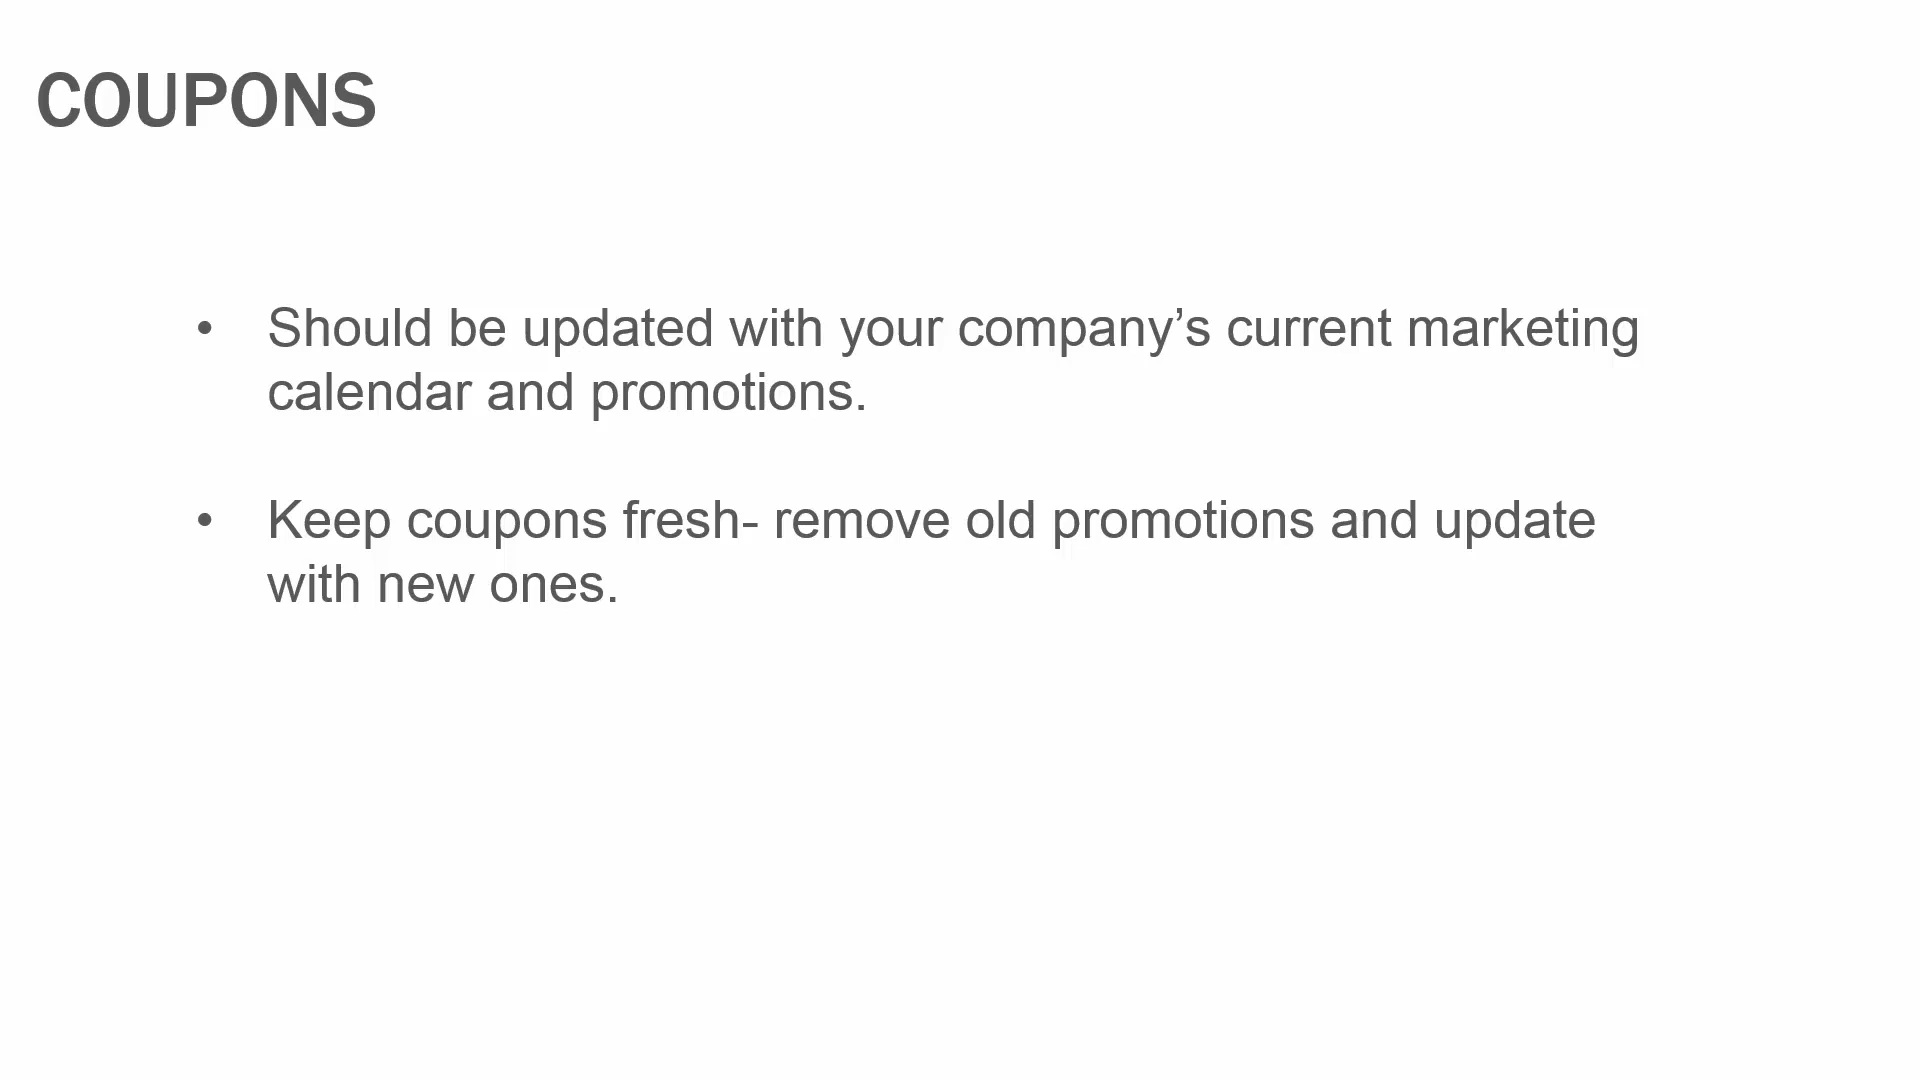 COUPONS
• Should be updated with your company’s current marketing
calendar and promotions.
• Keep coupons fresh- remove old promotions and update
with new ones.